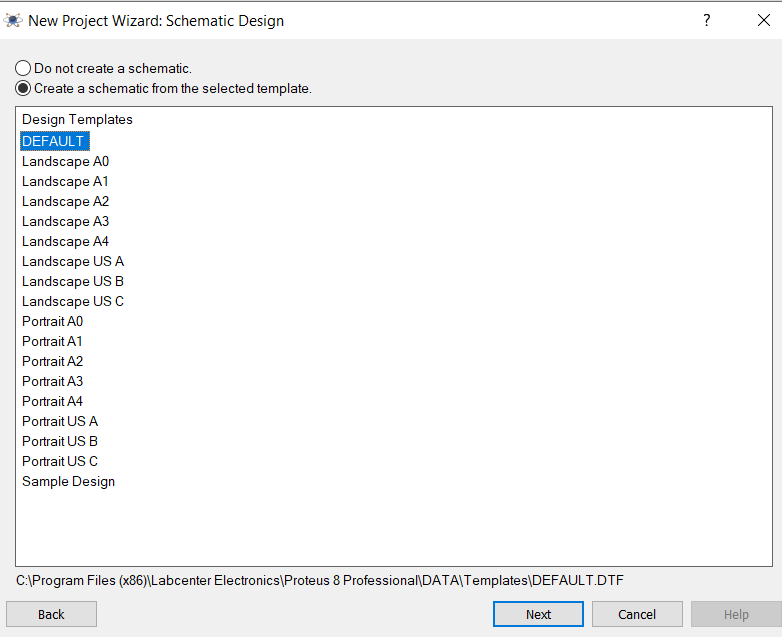 New Project Wizard: Schematic Design ?
Do not create a schematic.
Create a schematic from the selected template.
Design Templates
DEFAULT
Landscape A0
Landscape A1
Landscape A2
Landscape A3
Landscape A4
Landscape US A
Landscape US B
Landscape US C
Portrait A0
Portrait A1
Portrait A2
Portrait A3
Portrait A4
Portrait US A
Portrait US B
Portrait US C
Sample Design
C:\Program Files (x86)\Labcenter Electronics\Proteus 8 Professional\DATA\Templates\DEFAULT.DTF
Back Next Cancel Help